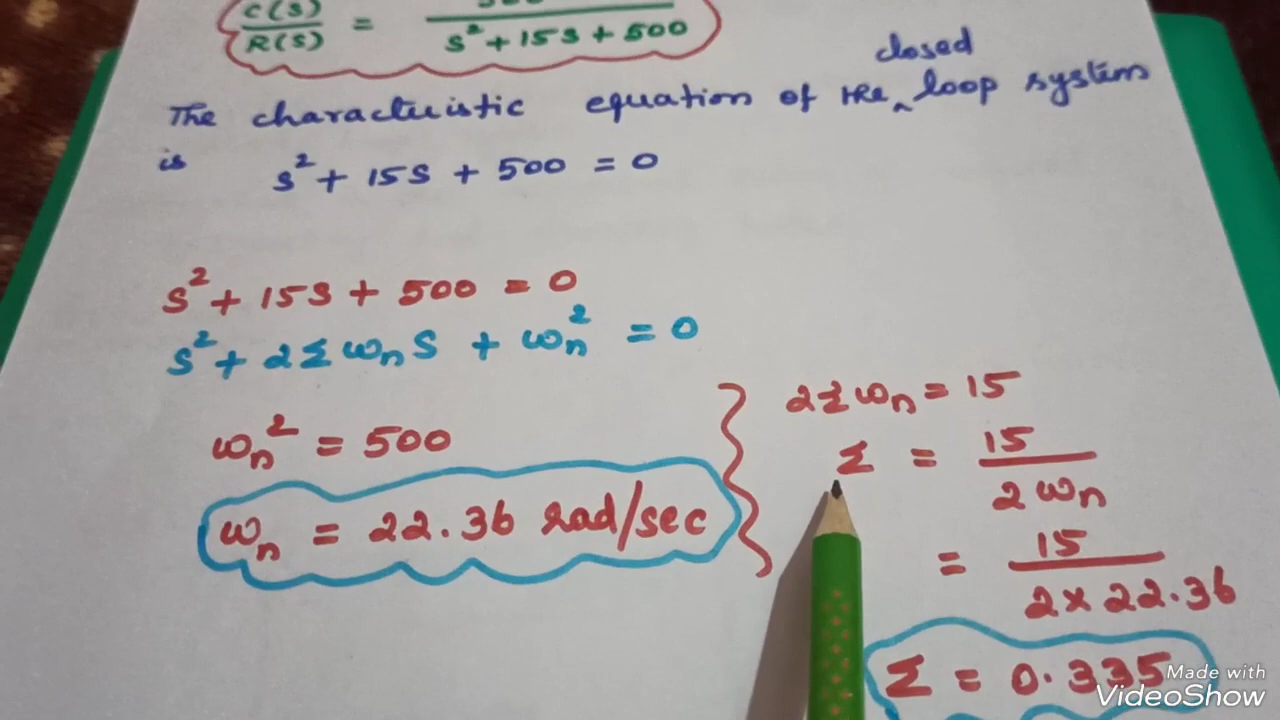 C(S)
R(S) =
s² + 15s + 500
The characteristic equation of the closed loop system
is s² + 15s + 500 = 0
s² + 15s + 500 = 0
s² + 2Σωₙs + ωₙ² = 0
ωₙ² = 500
ωₙ = 22.36 rad/sec
2Σωₙ = 15
Σ = 15 / 2ωₙ
= 15 / 2 × 22.36
Σ = 0.335
Made with
VideoShow